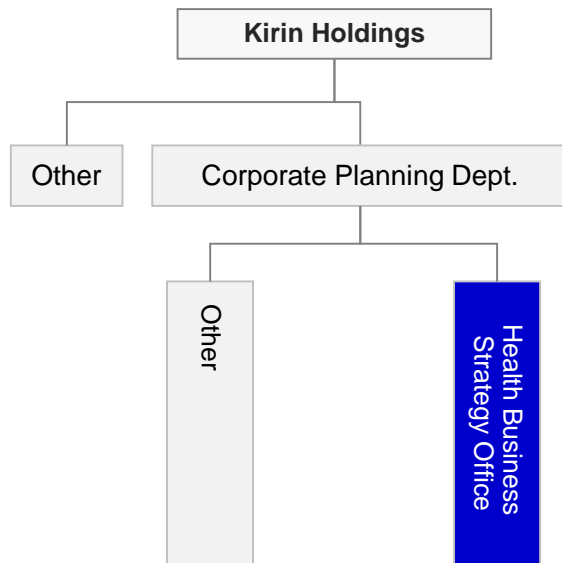 Kirin Holdings
Other
Corporate Planning Dept.
Other
Health Business
Strategy Office